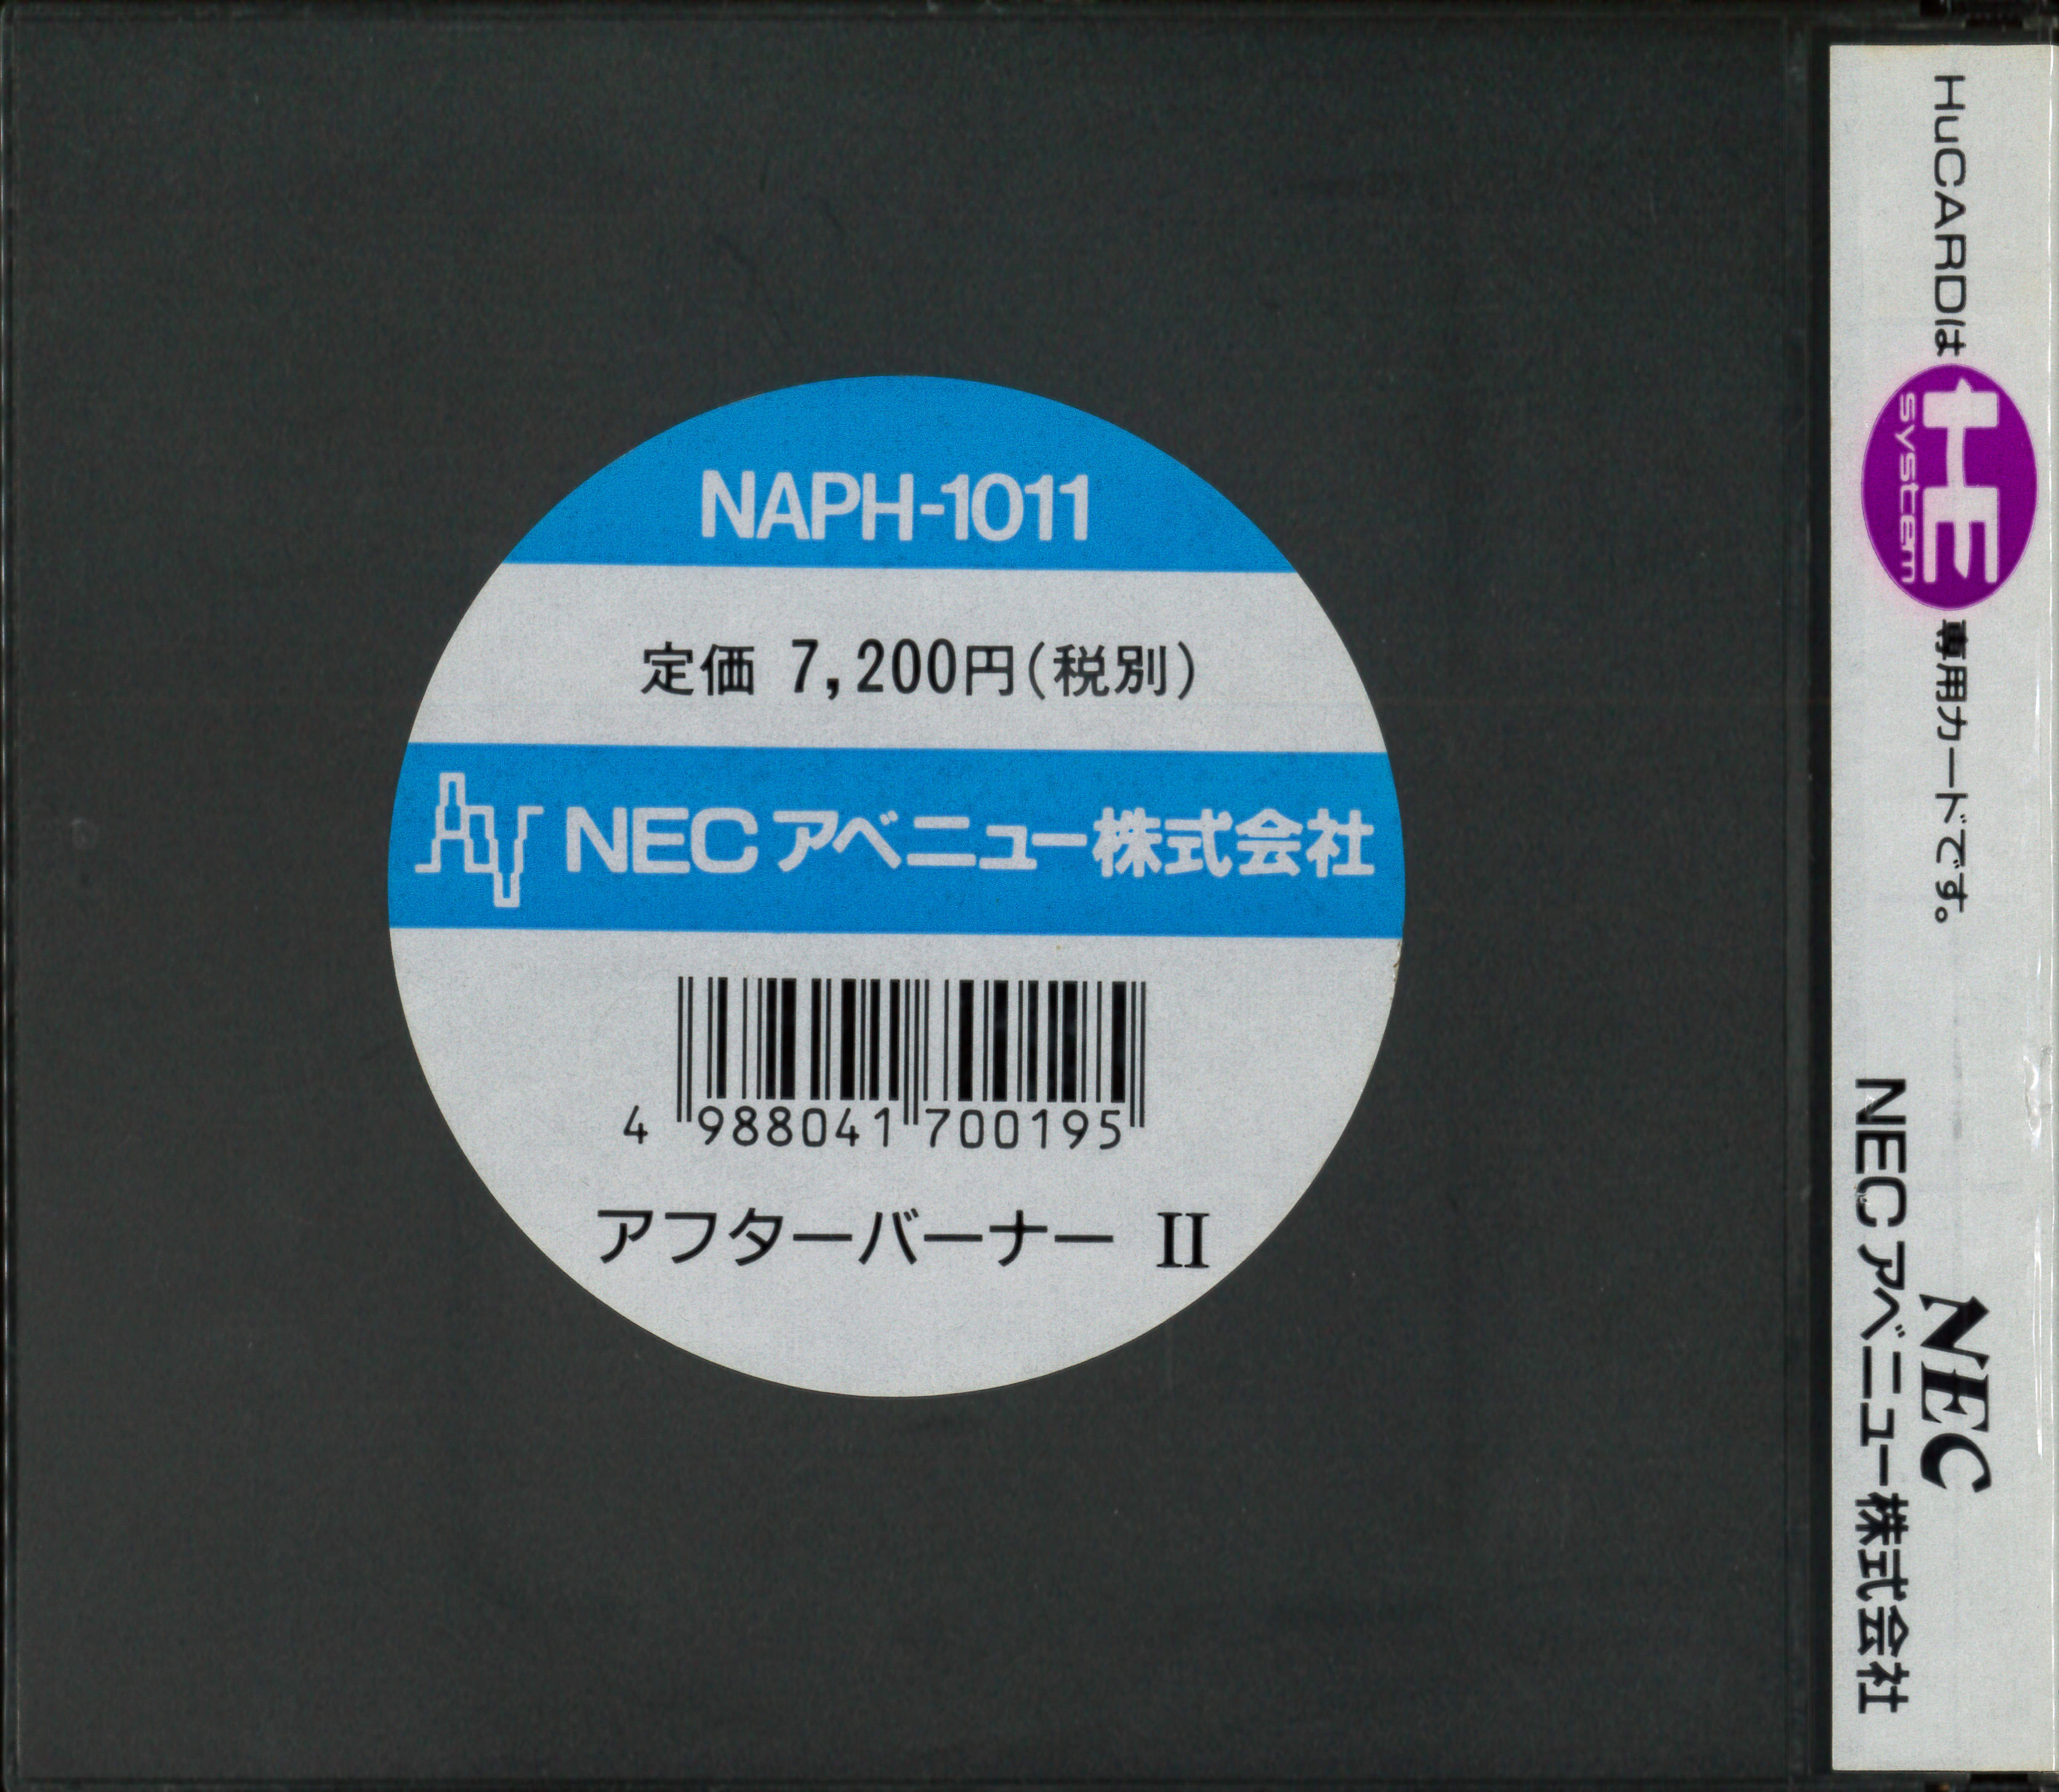 NAPH-1011
定価 7,200円(税別)
NECアベニュー株式会社
4 988041 700195
アフターバーナー II
HuCARDは HE system 専用カードです。
NEC
NECアベニュー株式会社